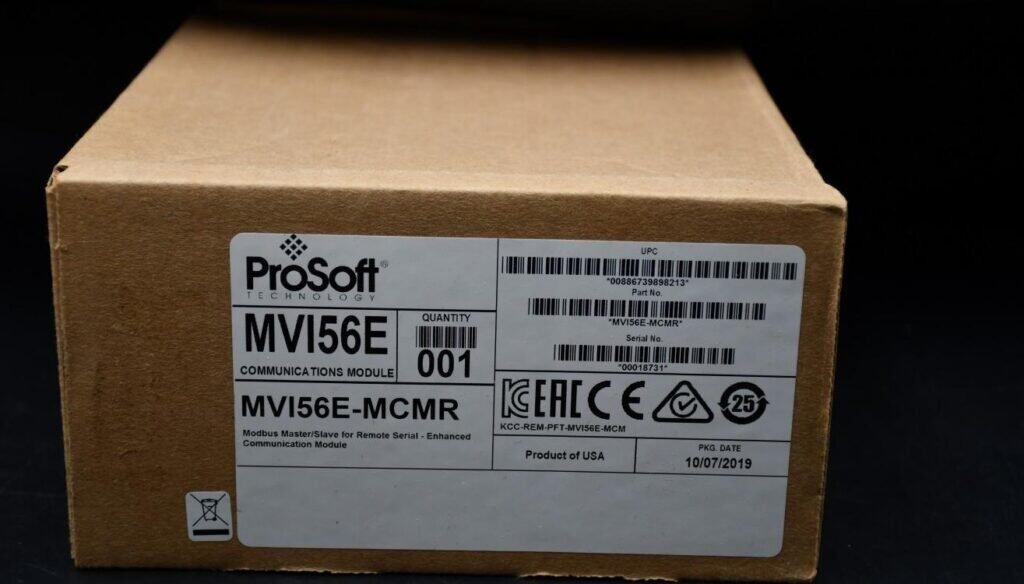 ProSoft®
TECHNOLOGY
MVI56E
COMMUNICATIONS MODULE
QUANTITY
001
MVI56E-MCMR
Modbus Master/Slave for Remote Serial - Enhanced
Communication Module
UPC
*00886739898213*
Part No.
*MVI56E-MCMR*
Serial No.
*00018731*
KC EAC CE 25
KCC-REM-PFT-MVI56E-MCM
Product of USA
PKG. DATE
10/07/2019